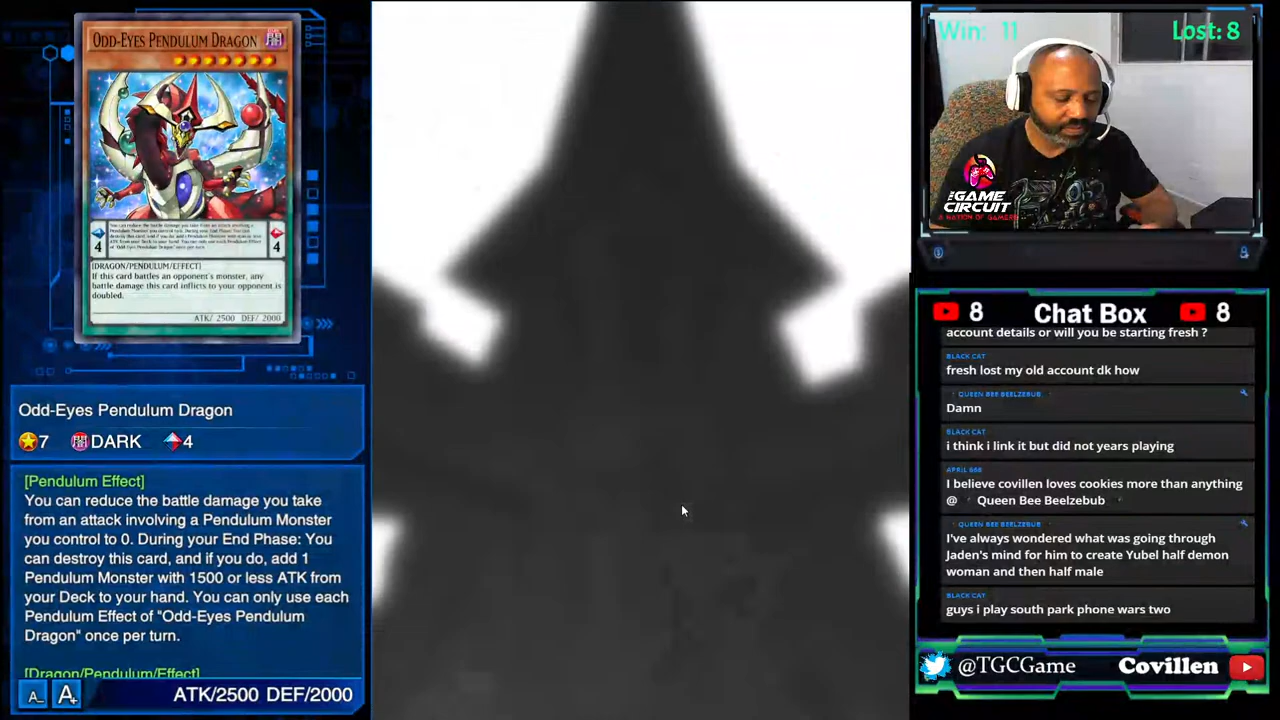 ODD-EYES PENDULUM DRAGON
4
4
[DRAGON/PENDULUM/EFFECT]
If this card battles an opponent's monster, any
battle damage this card inflicts to your opponent is
doubled.
ATK/ 2500 DEF/ 2000
Odd-Eyes Pendulum Dragon
7
DARK
4
[Pendulum Effect]
You can reduce the battle damage you take
from an attack involving a Pendulum Monster
you control to 0. During your End Phase: You
can destroy this card, and if you do, add 1
Pendulum Monster with 1500 or less ATK from
your Deck to your hand. You can only use each
Pendulum Effect of "Odd-Eyes Pendulum
Dragon" once per turn.
[Dragon/Pendulum/Effect]
A-
A+
ATK/2500 DEF/2000
Win: 11
Lost: 8
THE GAME
CIRCUIT
A NATION OF GAMERS
8
Chat Box
8
account details or will you be starting fresh ?
BLACK CAT
fresh lost my old account dk how
QUEEN BEE BEELZEBUB
Damn
BLACK CAT
i think i link it but did not years playing
APRIL 666
I believe covillen loves cookies more than anything
@ Queen Bee Beelzebub
QUEEN BEE BEELZEBUB
I've always wondered what was going through
Jaden's mind for him to create Yubel half demon
woman and then half male
BLACK CAT
guys i play south park phone wars two
@TGCGame
Covillen